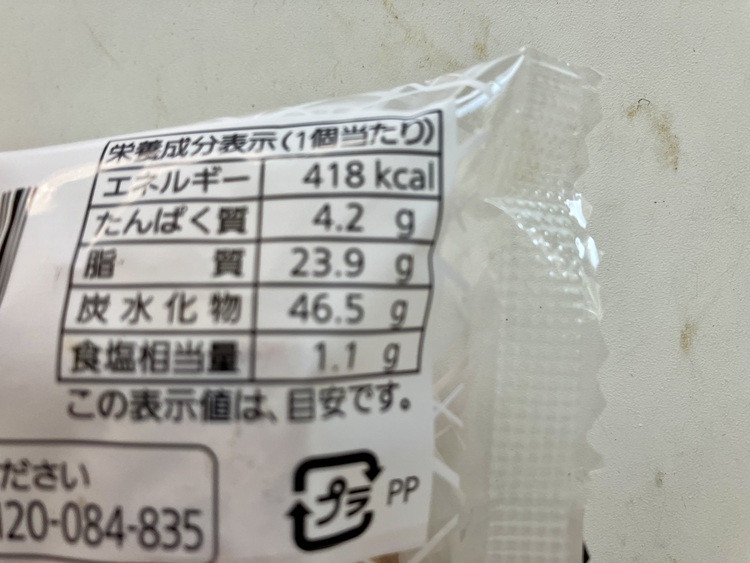 栄養成分表示(1個当たり)
エネルギー 418 kcal
たんぱく質 4.2 g
脂質 23.9 g
炭水化物 46.5 g
食塩相当量 1.1 g
この表示値は、目安です。
ださい
120-084-835
プラ PP